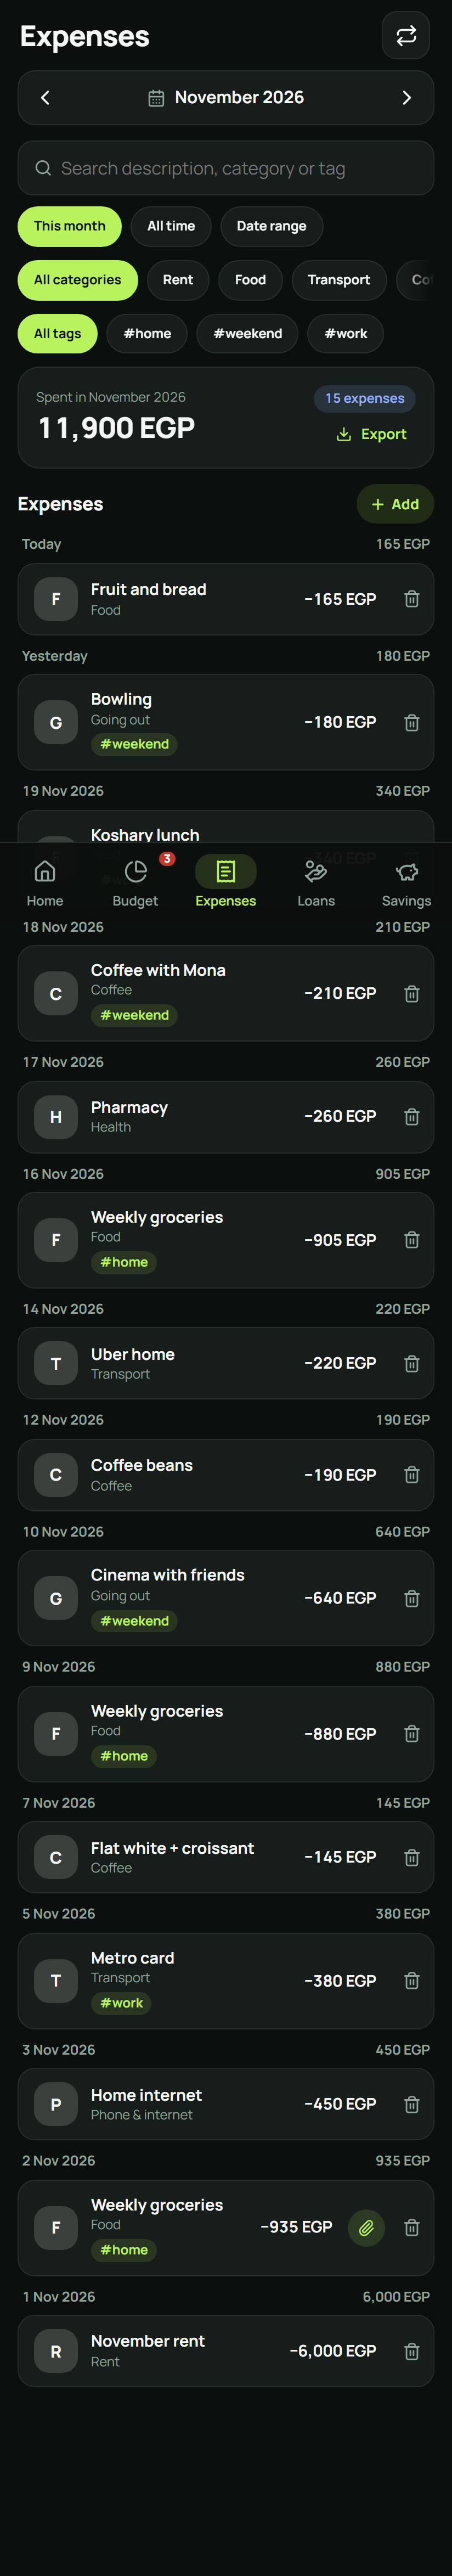 Expenses
November 2026
Search description, category or tag
This month
All time
Date range
All categories
Rent
Food
Transport
All tags
#home
#weekend
#work
Spent in November 2026
15 expenses
11,900 EGP
Export
Expenses
+ Add
Today
165 EGP
F
Fruit and bread
Food
−165 EGP
Yesterday
180 EGP
G
Bowling
Going out
#weekend
−180 EGP
19 Nov 2026
340 EGP
Koshary lunch
340 EGP
3
Home
Budget
Expenses
Loans
Savings
18 Nov 2026
210 EGP
C
Coffee with Mona
Coffee
#weekend
−210 EGP
17 Nov 2026
260 EGP
H
Pharmacy
Health
−260 EGP
16 Nov 2026
905 EGP
F
Weekly groceries
Food
#home
−905 EGP
14 Nov 2026
220 EGP
T
Uber home
Transport
−220 EGP
12 Nov 2026
190 EGP
C
Coffee beans
Coffee
−190 EGP
10 Nov 2026
640 EGP
G
Cinema with friends
Going out
#weekend
−640 EGP
9 Nov 2026
880 EGP
F
Weekly groceries
Food
#home
−880 EGP
7 Nov 2026
145 EGP
C
Flat white + croissant
Coffee
−145 EGP
5 Nov 2026
380 EGP
T
Metro card
Transport
#work
−380 EGP
3 Nov 2026
450 EGP
P
Home internet
Phone & internet
−450 EGP
2 Nov 2026
935 EGP
F
Weekly groceries
Food
#home
−935 EGP
1 Nov 2026
6,000 EGP
R
November rent
Rent
−6,000 EGP